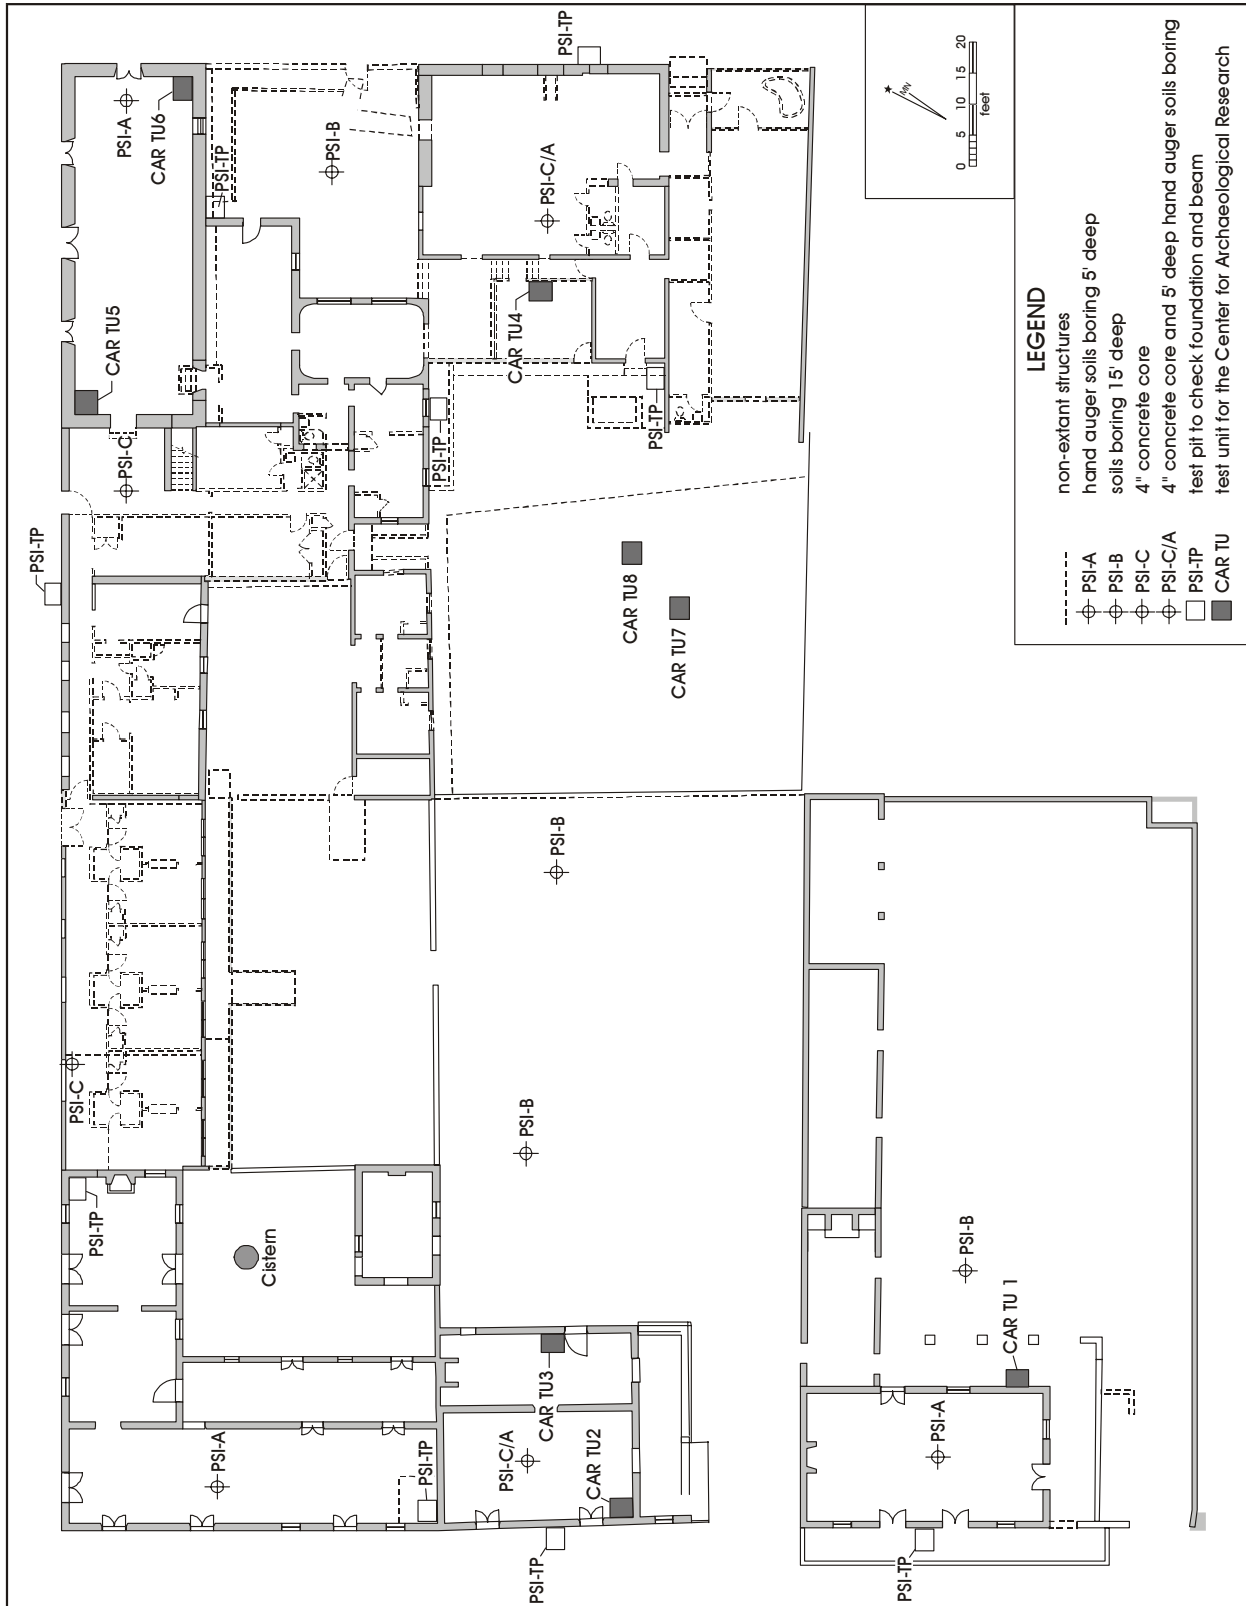 PSI-TP
PSI-A
CAR TU6
PSI-TP
PSI-B
PSI-C/A
CAR TU5
CAR TU4
PSI-C
PSI-TP
PSI-TP
PSI-TP
CAR TU8
CAR TU7
PSI-B
PSI-C
PSI-B
PSI-TP
Cistern
PSI-B
CAR TU 1
CAR TU3
PSI-A
PSI-C/A
PSI-A
CAR TU2
PSI-TP
PSI-TP
PSI-TP
MN
0 5 10 15 20
feet
LEGEND
non-extant structures
PSI-A hand auger soils boring 5' deep
PSI-B soils boring 15' deep
PSI-C 4" concrete core
PSI-C/A 4" concrete core and 5' deep hand auger soils boring
PSI-TP test pit to check foundation and beam
CAR TU test unit for the Center for Archaeological Research